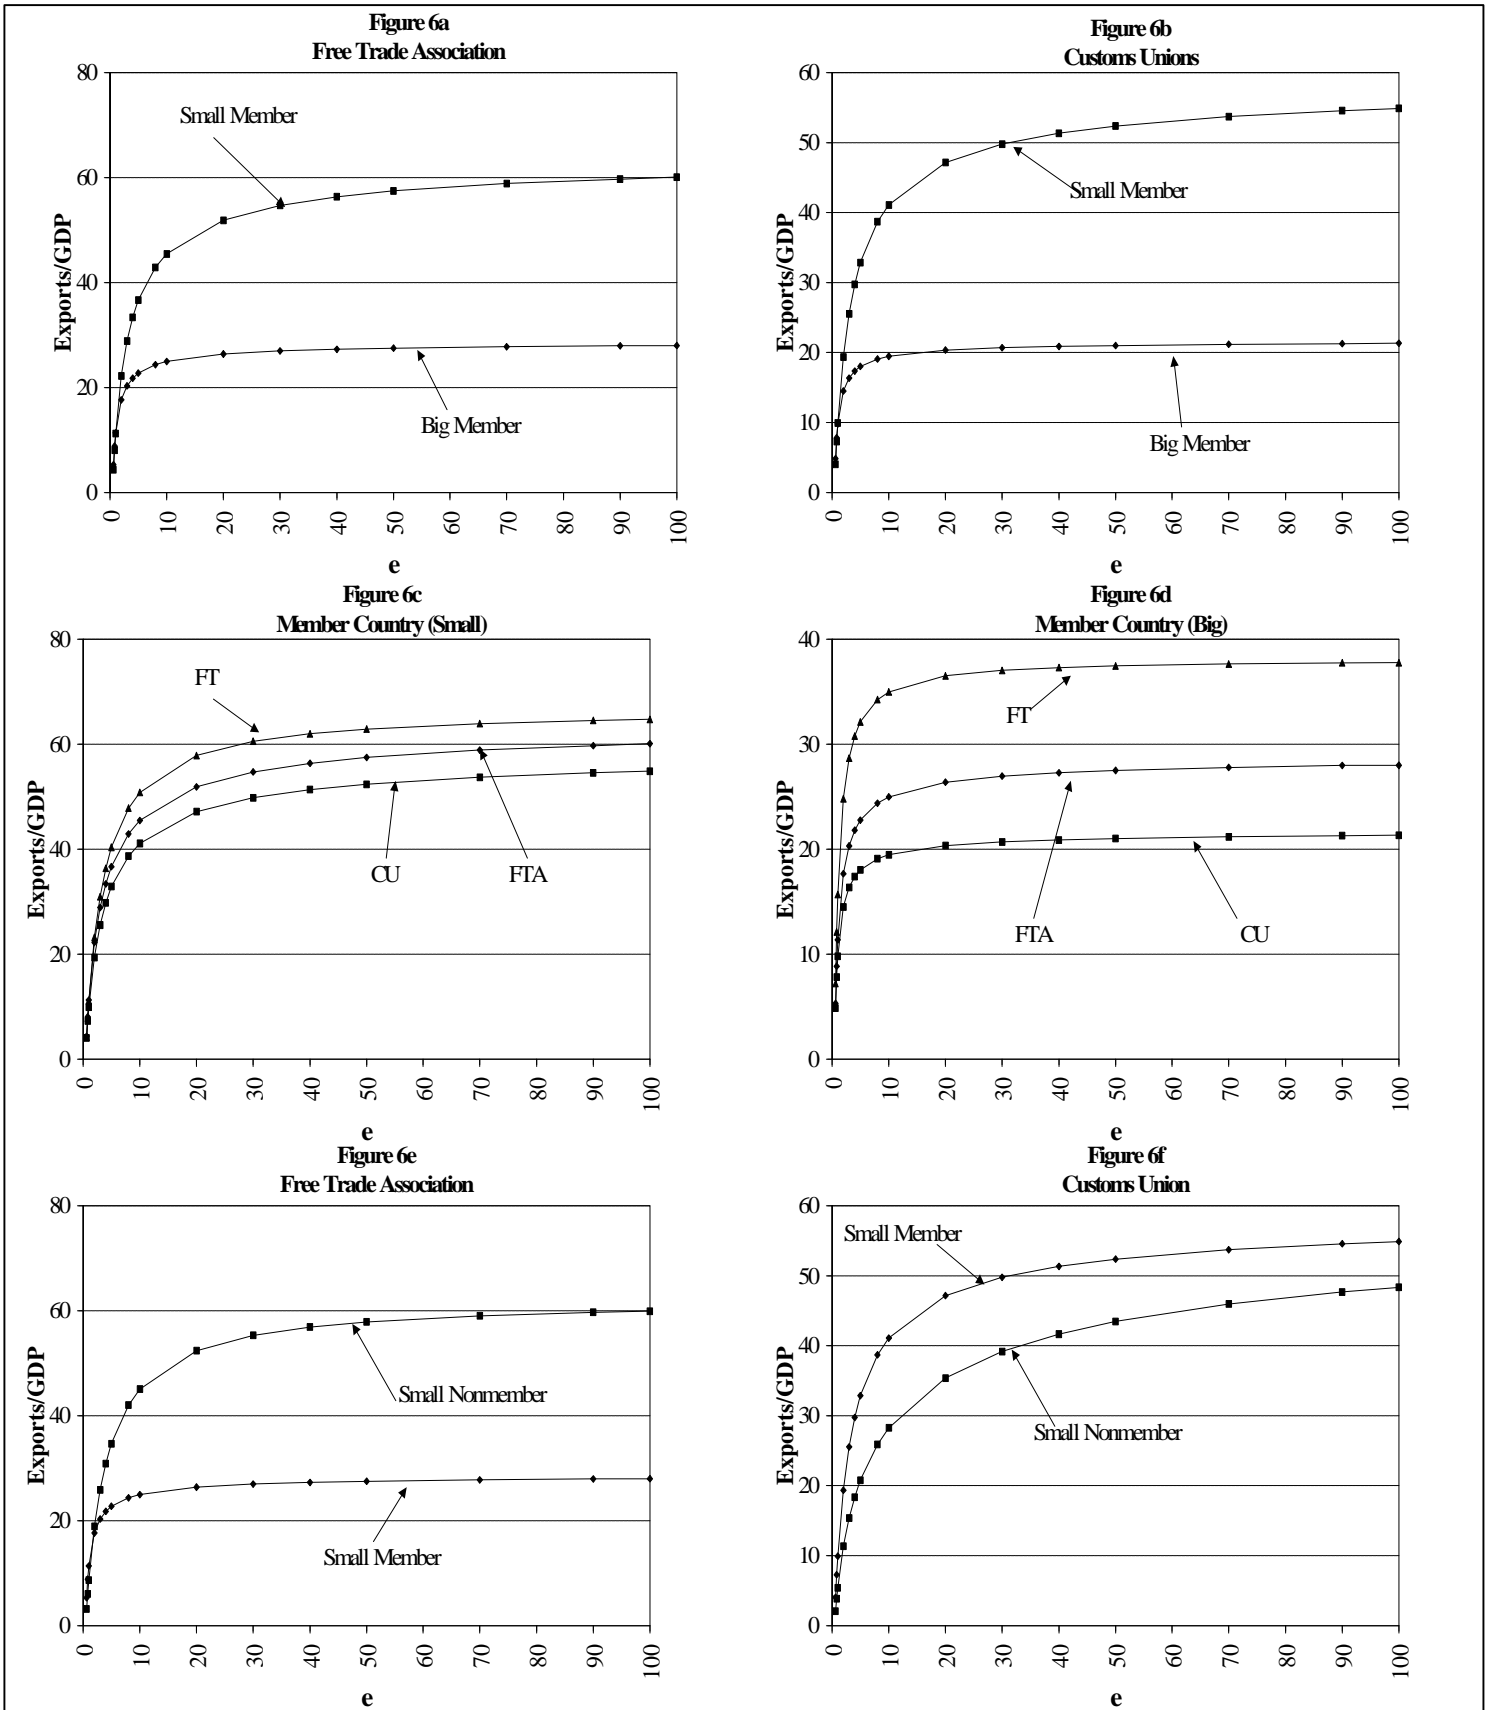 Figure 6a
Free Trade Association
80
60
40
20
0
Exports/GDP
Small Member
Big Member
0 10 20 30 40 50 60 70 80 90 100
e
Figure 6b
Customs Unions
60
50
40
30
20
10
0
Exports/GDP
Small Member
Big Member
0 10 20 30 40 50 60 70 80 90 100
e
Figure 6c
Member Country (Small)
80
60
40
20
0
Exports/GDP
FT
CU
FTA
0 10 20 30 40 50 60 70 80 90 100
e
Figure 6d
Member Country (Big)
40
30
20
10
0
Exports/GDP
FT
FTA
CU
0 10 20 30 40 50 60 70 80 90 100
e
Figure 6e
Free Trade Association
80
60
40
20
0
Exports/GDP
Small Nonmember
Small Member
0 10 20 30 40 50 60 70 80 90 100
e
Figure 6f
Customs Union
60
50
40
30
20
10
0
Exports/GDP
Small Member
Small Nonmember
0 10 20 30 40 50 60 70 80 90 100
e